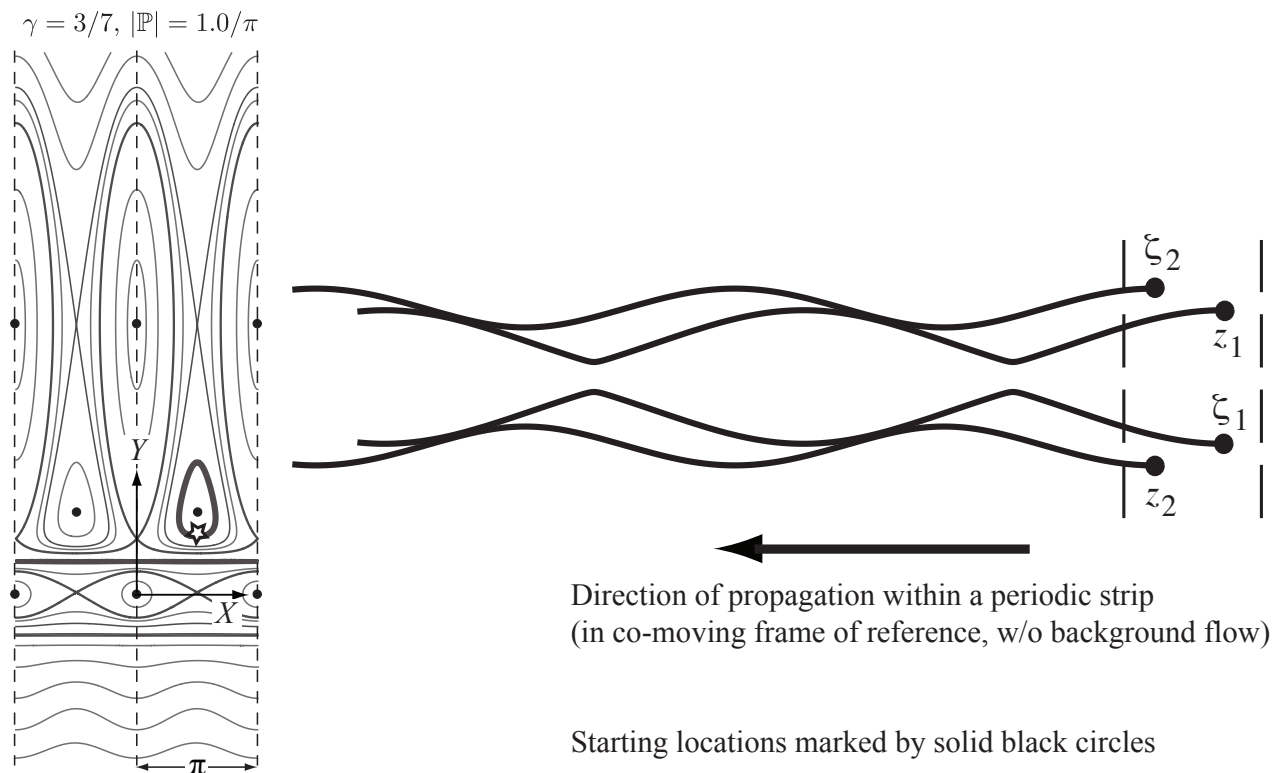 γ = 3/7, |ℙ| = 1.0/π
Y
X
π
ζ₂
z₁
ζ₁
z₂
Direction of propagation within a periodic strip
(in co-moving frame of reference, w/o background flow)
Starting locations marked by solid black circles